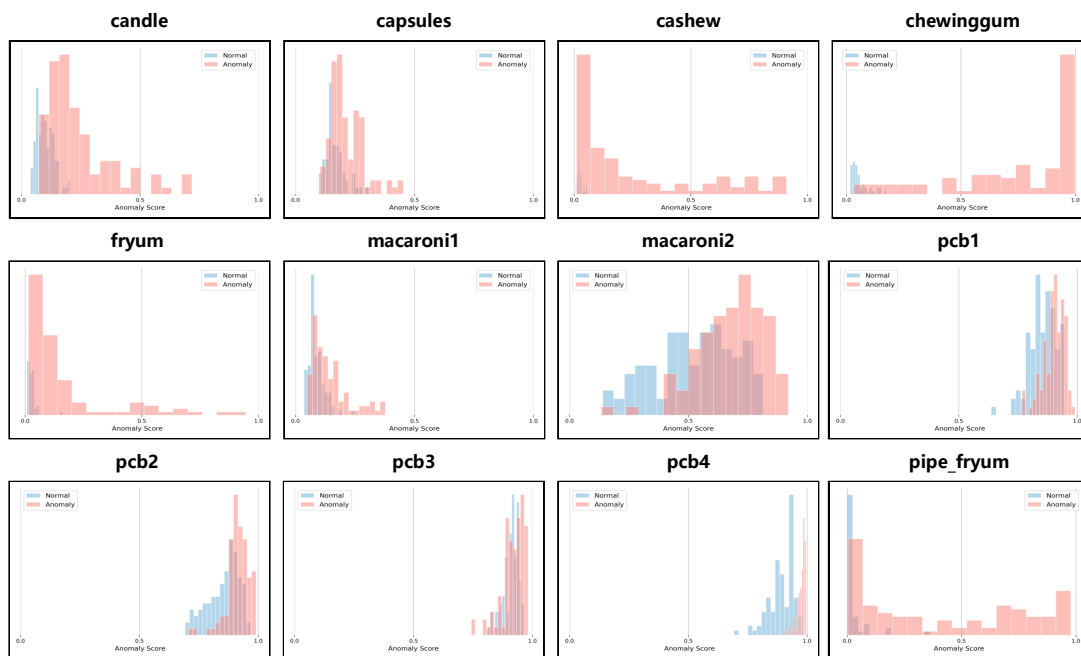 candle capsules cashew chewinggum
Normal Normal Normal Normal
Anomaly Anomaly Anomaly Anomaly
0.0 0.5 1.0 0.0 0.5 1.0 0.0 0.5 1.0 0.0 0.5 1.0
Anomaly Score Anomaly Score Anomaly Score Anomaly Score
fryum macaroni1 macaroni2 pcb1
Normal Normal Normal Normal
Anomaly Anomaly Anomaly Anomaly
0.0 0.5 1.0 0.0 0.5 1.0 0.0 0.5 1.0 0.0 0.5 1.0
Anomaly Score Anomaly Score Anomaly Score Anomaly Score
pcb2 pcb3 pcb4 pipe_fryum
Normal Normal Normal Normal
Anomaly Anomaly Anomaly Anomaly
0.0 0.5 1.0 0.0 0.5 1.0 0.0 0.5 1.0 0.0 0.5 1.0
Anomaly Score Anomaly Score Anomaly Score Anomaly Score